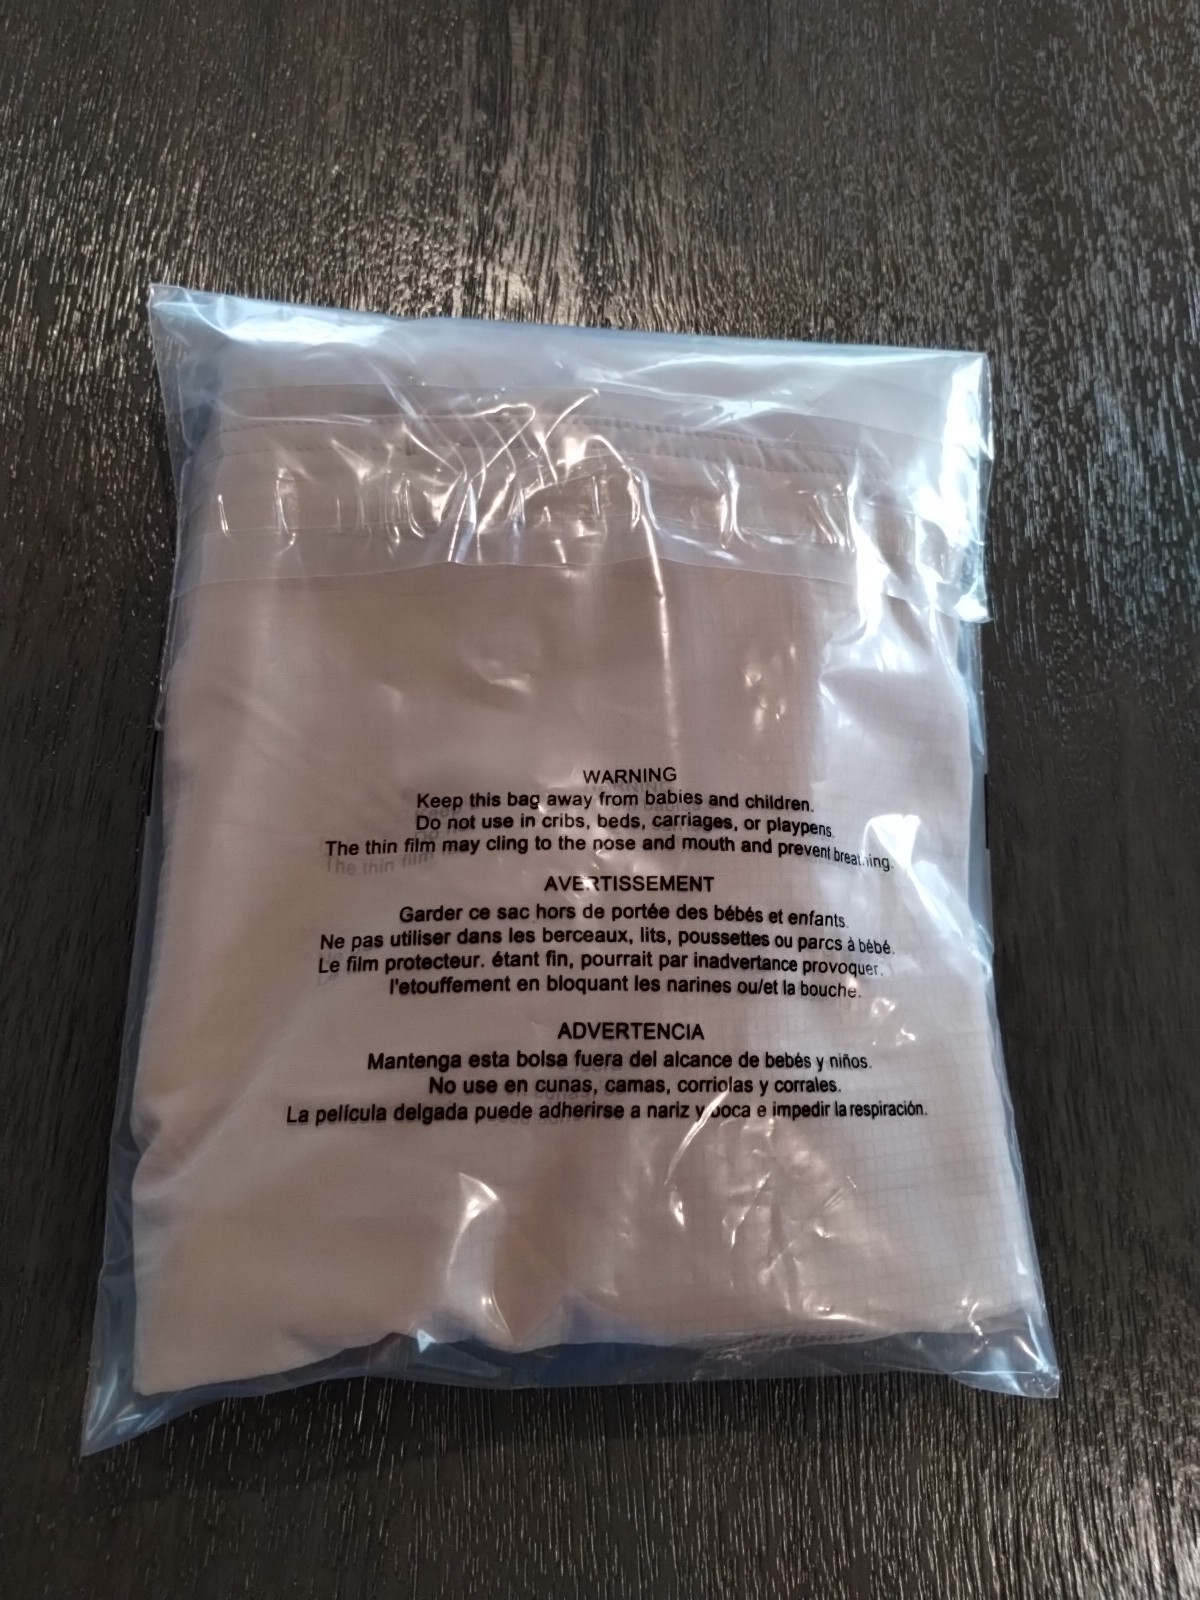 WARNING
Keep this bag away from babies and children.
Do not use in cribs, beds, carriages, or playpens.
The thin film may cling to the nose and mouth and prevent breathing.
AVERTISSEMENT
Garder ce sac hors de portée des bébés et enfants.
Ne pas utiliser dans les berceaux, lits, poussettes ou parcs à bébé.
Le film protecteur. étant fin, pourrait par inadvertance provoquer.
l'etouffement en bloquant les narines ou/et la bouche.
ADVERTENCIA
Mantenga esta bolsa fuera del alcance de bebés y niños.
No use en cunas, camas, corriolas y corrales.
La película delgada puede adherirse a nariz y boca e impedir la respiración.